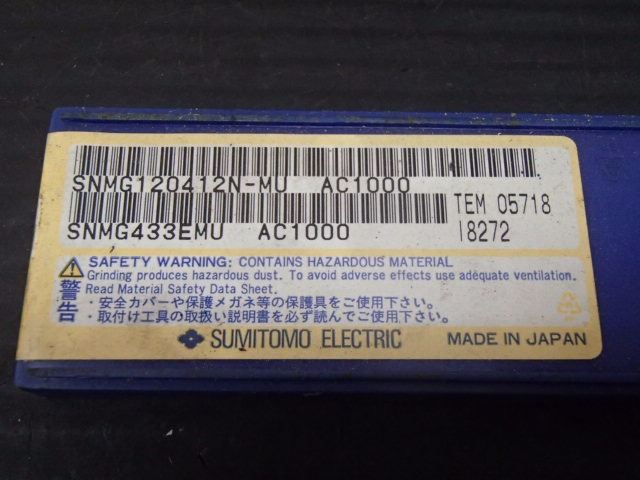 SNMG120412N-MU AC1000
SNMG433EMU AC1000
TEM 05718
18272
SAFETY WARNING: CONTAINS HAZARDOUS MATERIAL
Grinding produces hazardous dust. To avoid adverse effects use adequate ventilation.
Read Material Safety Data Sheet.
警告
・安全カバーや保護メガネ等の保護具をご使用下さい。
・取付け工具の取扱い説明書を必ず読んでご使用下さい。
SUMITOMO ELECTRIC
MADE IN JAPAN